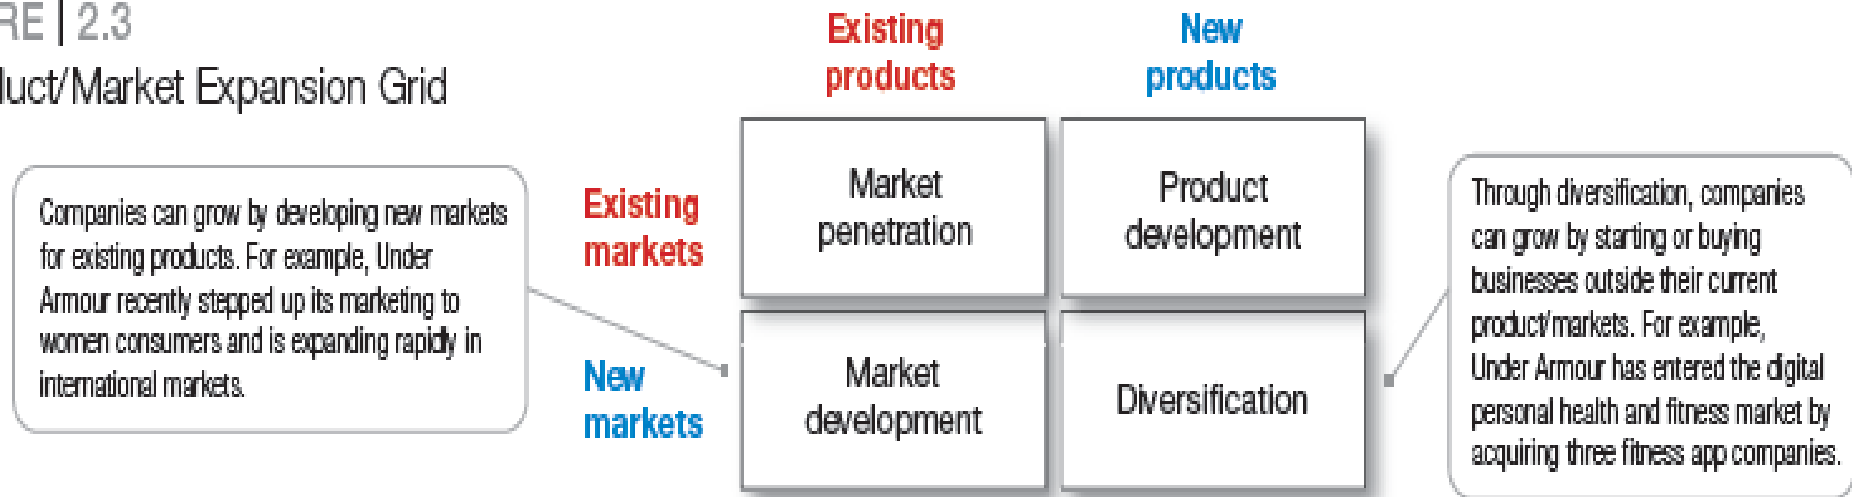 RE | 2.3
duct/Market Expansion Grid
Existing
products
New
products
Companies can grow by developing new markets
for existing products. For example, Under
Armour recently stepped up its marketing to
women consumers and is expanding rapidly in
international markets.
Existing
markets
Market
penetration
Product
development
New
markets
Market
development
Diversification
Through diversification, companies
can grow by starting or buying
businesses outside their current
product/markets. For example,
Under Armour has entered the digital
personal health and fitness market by
acquiring three fitness app companies.